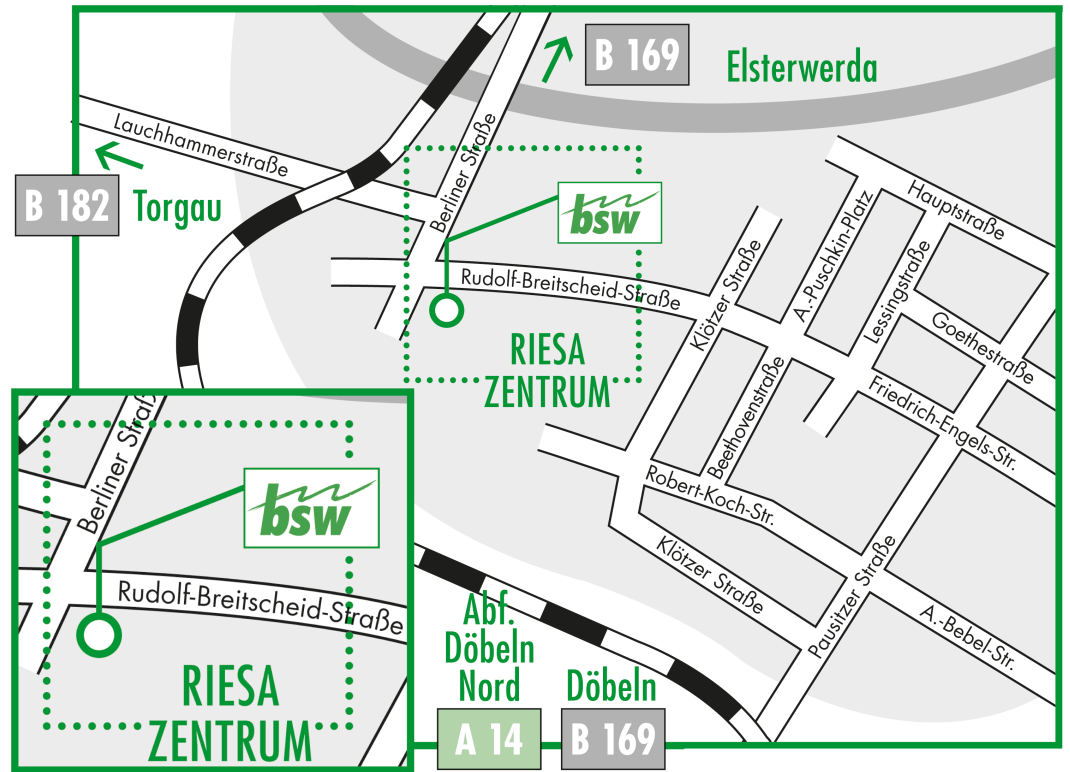 B 169
Elsterwerda
Lauchhammerstraße
Berliner Straße
B 182
Torgau
bsw
Hauptstraße
A.-Puschkin-Platz
Klötzer Straße
Lessingstraße
Rudolf-Breitscheid-Straße
Goethestraße
RIESA
ZENTRUM
Beethovenstraße
Friedrich-Engels-Str.
Robert-Koch-Str.
Klötzer Straße
Pausitzer Straße
A.-Bebel-Str.
Berliner Straß
bsw
Rudolf-Breitscheid-Straße
RIESA
ZENTRUM
Abf.
Döbeln
Nord
A 14
Döbeln
B 169